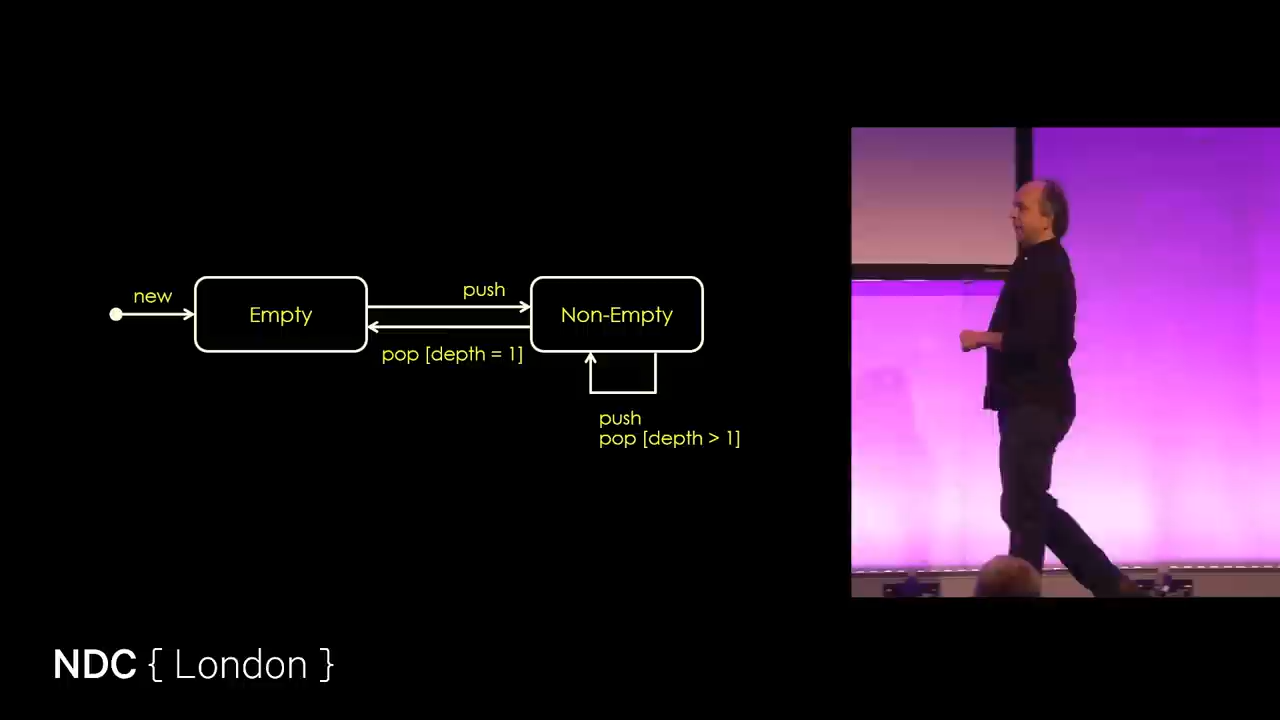 new
Empty
push
pop [depth = 1]
Non-Empty
push
pop [depth > 1]
NDC { London }